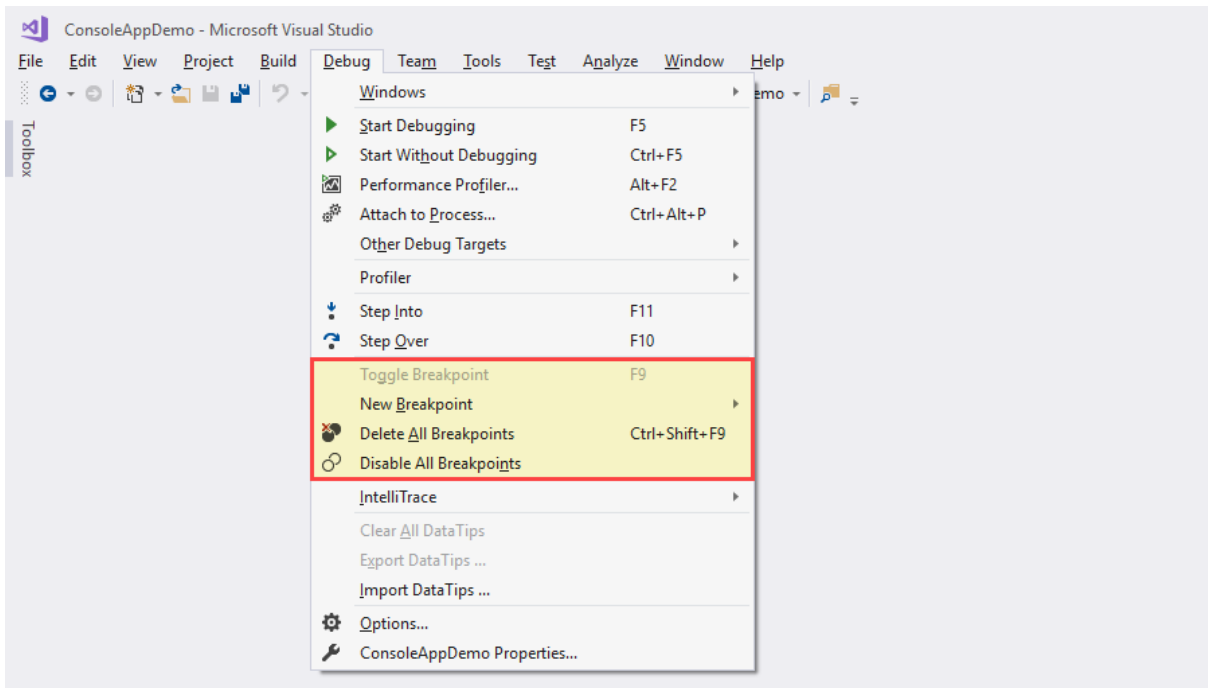 ConsoleAppDemo - Microsoft Visual Studio
File Edit View Project Build Debug Team Tools Test Analyze Window Help
emo
Toolbox
Windows
Start Debugging F5
Start Without Debugging Ctrl+F5
Performance Profiler... Alt+F2
Attach to Process... Ctrl+Alt+P
Other Debug Targets
Profiler
Step Into F11
Step Over F10
Toggle Breakpoint F9
New Breakpoint
Delete All Breakpoints Ctrl+Shift+F9
Disable All Breakpoints
IntelliTrace
Clear All DataTips
Export DataTips ...
Import DataTips ...
Options...
ConsoleAppDemo Properties...